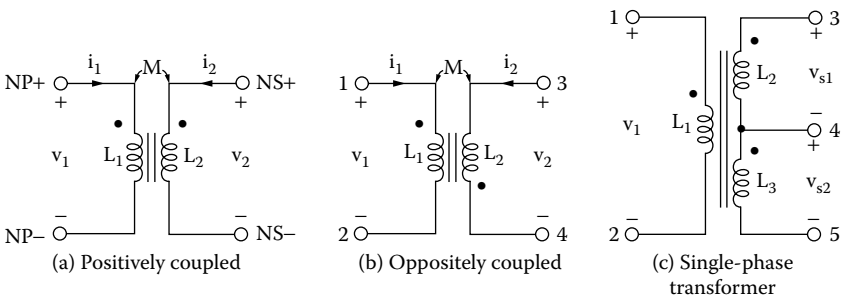 NP+ i₁ M i₂ NS+
+ +
v₁ L₁ L₂ v₂
− −
NP− NS−
(a) Positively coupled
1 i₁ M i₂ 3
+ +
v₁ L₁ L₂ v₂
− −
2 4
(b) Oppositely coupled
1 3
+ +
L₂ vₛ₁
−
v₁ L₁ 4
+
L₃ vₛ₂
− −
2 5
(c) Single-phase
transformer